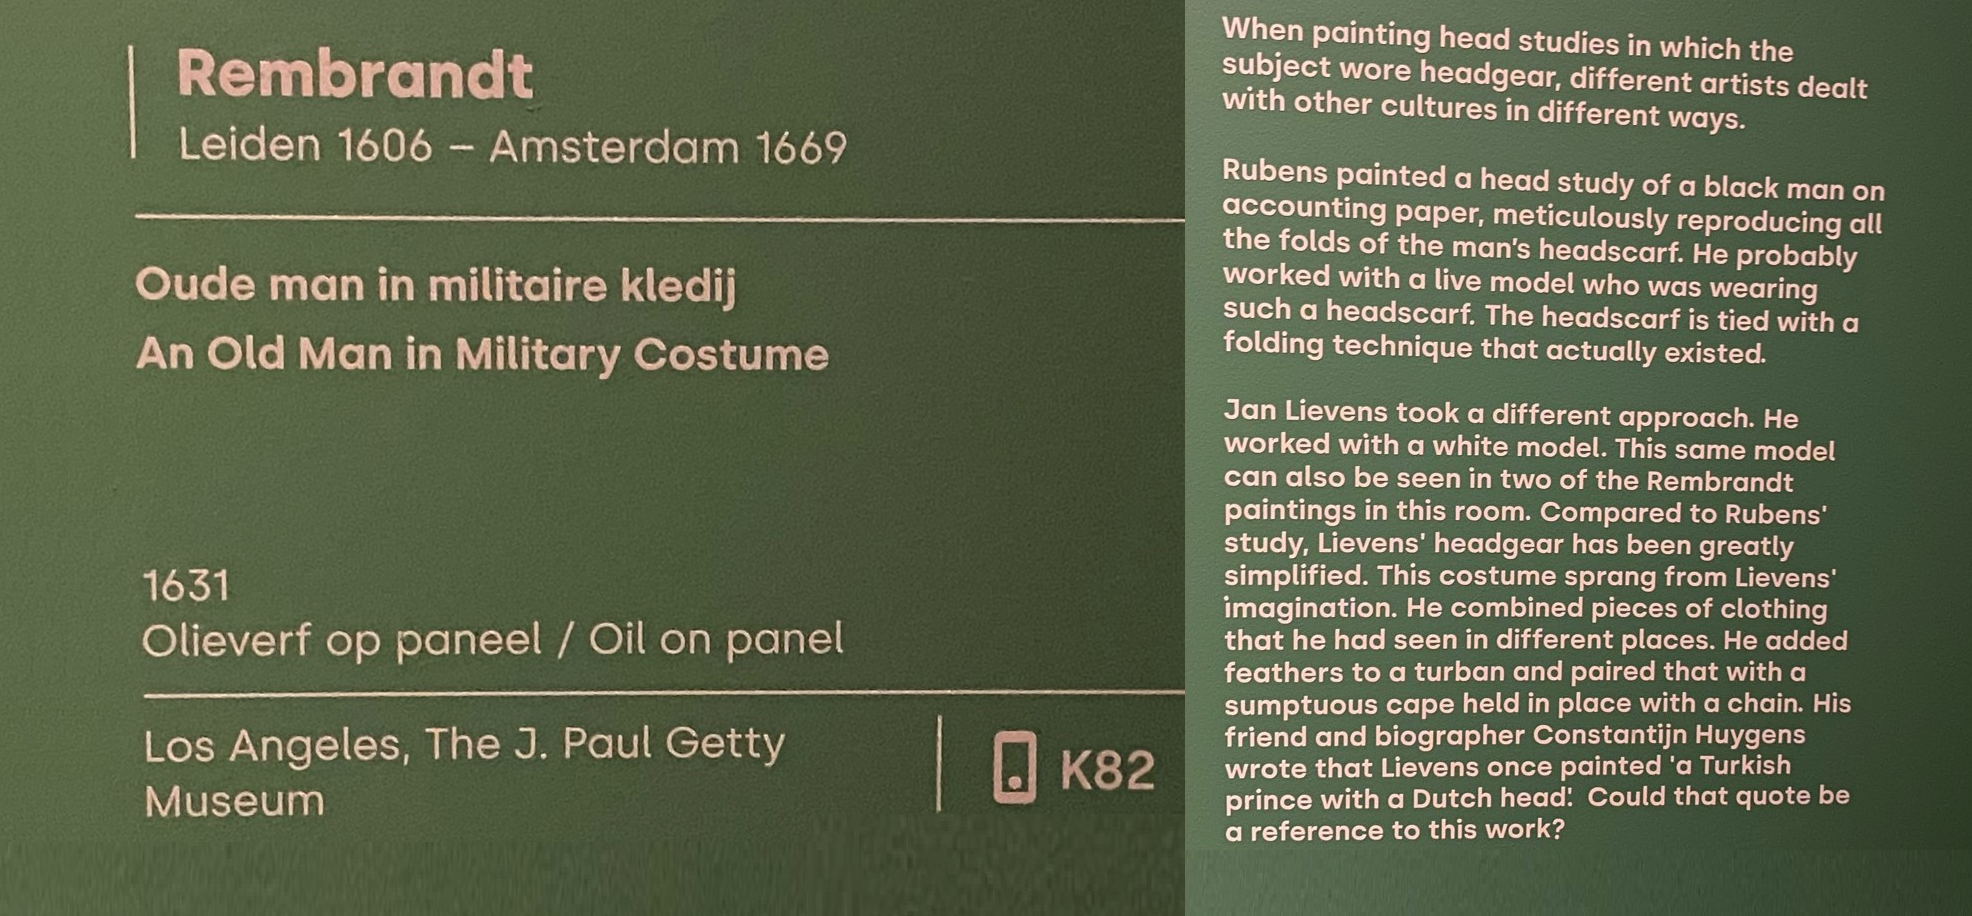 Rembrandt
Leiden 1606 – Amsterdam 1669
Oude man in militaire kledij
An Old Man in Military Costume
1631
Olieverf op paneel / Oil on panel
Los Angeles, The J. Paul Getty
Museum
K82
When painting head studies in which the
subject wore headgear, different artists dealt
with other cultures in different ways.
Rubens painted a head study of a black man on
accounting paper, meticulously reproducing all
the folds of the man's headscarf. He probably
worked with a live model who was wearing
such a headscarf. The headscarf is tied with a
folding technique that actually existed.
Jan Lievens took a different approach. He
worked with a white model. This same model
can also be seen in two of the Rembrandt
paintings in this room. Compared to Rubens'
study, Lievens' headgear has been greatly
simplified. This costume sprang from Lievens'
imagination. He combined pieces of clothing
that he had seen in different places. He added
feathers to a turban and paired that with a
sumptuous cape held in place with a chain. His
friend and biographer Constantijn Huygens
wrote that Lievens once painted 'a Turkish
prince with a Dutch head'. Could that quote be
a reference to this work?